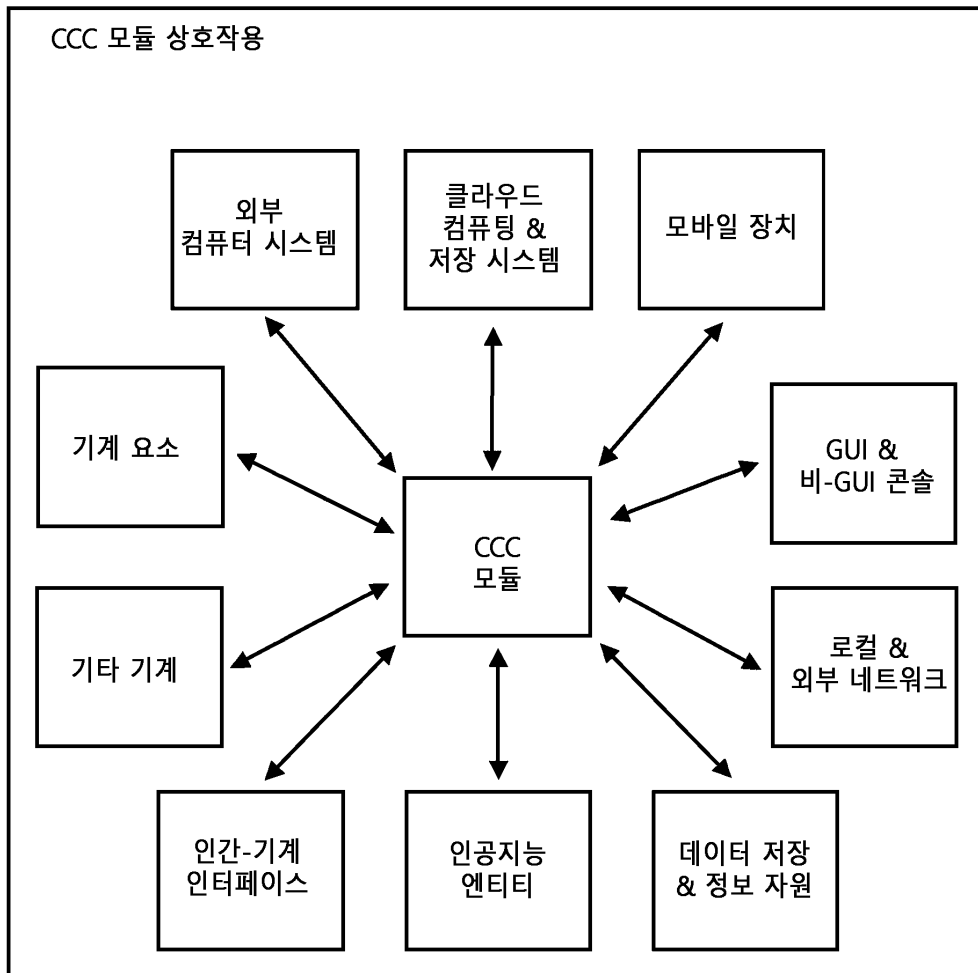 CCC 모듈 상호작용
외부
컴퓨터 시스템
클라우드
컴퓨팅 &
저장 시스템
모바일 장치
기계 요소
GUI &
비-GUI 콘솔
CCC
모듈
기타 기계
로컬 &
외부 네트워크
인간-기계
인터페이스
인공지능
엔티티
데이터 저장
& 정보 자원